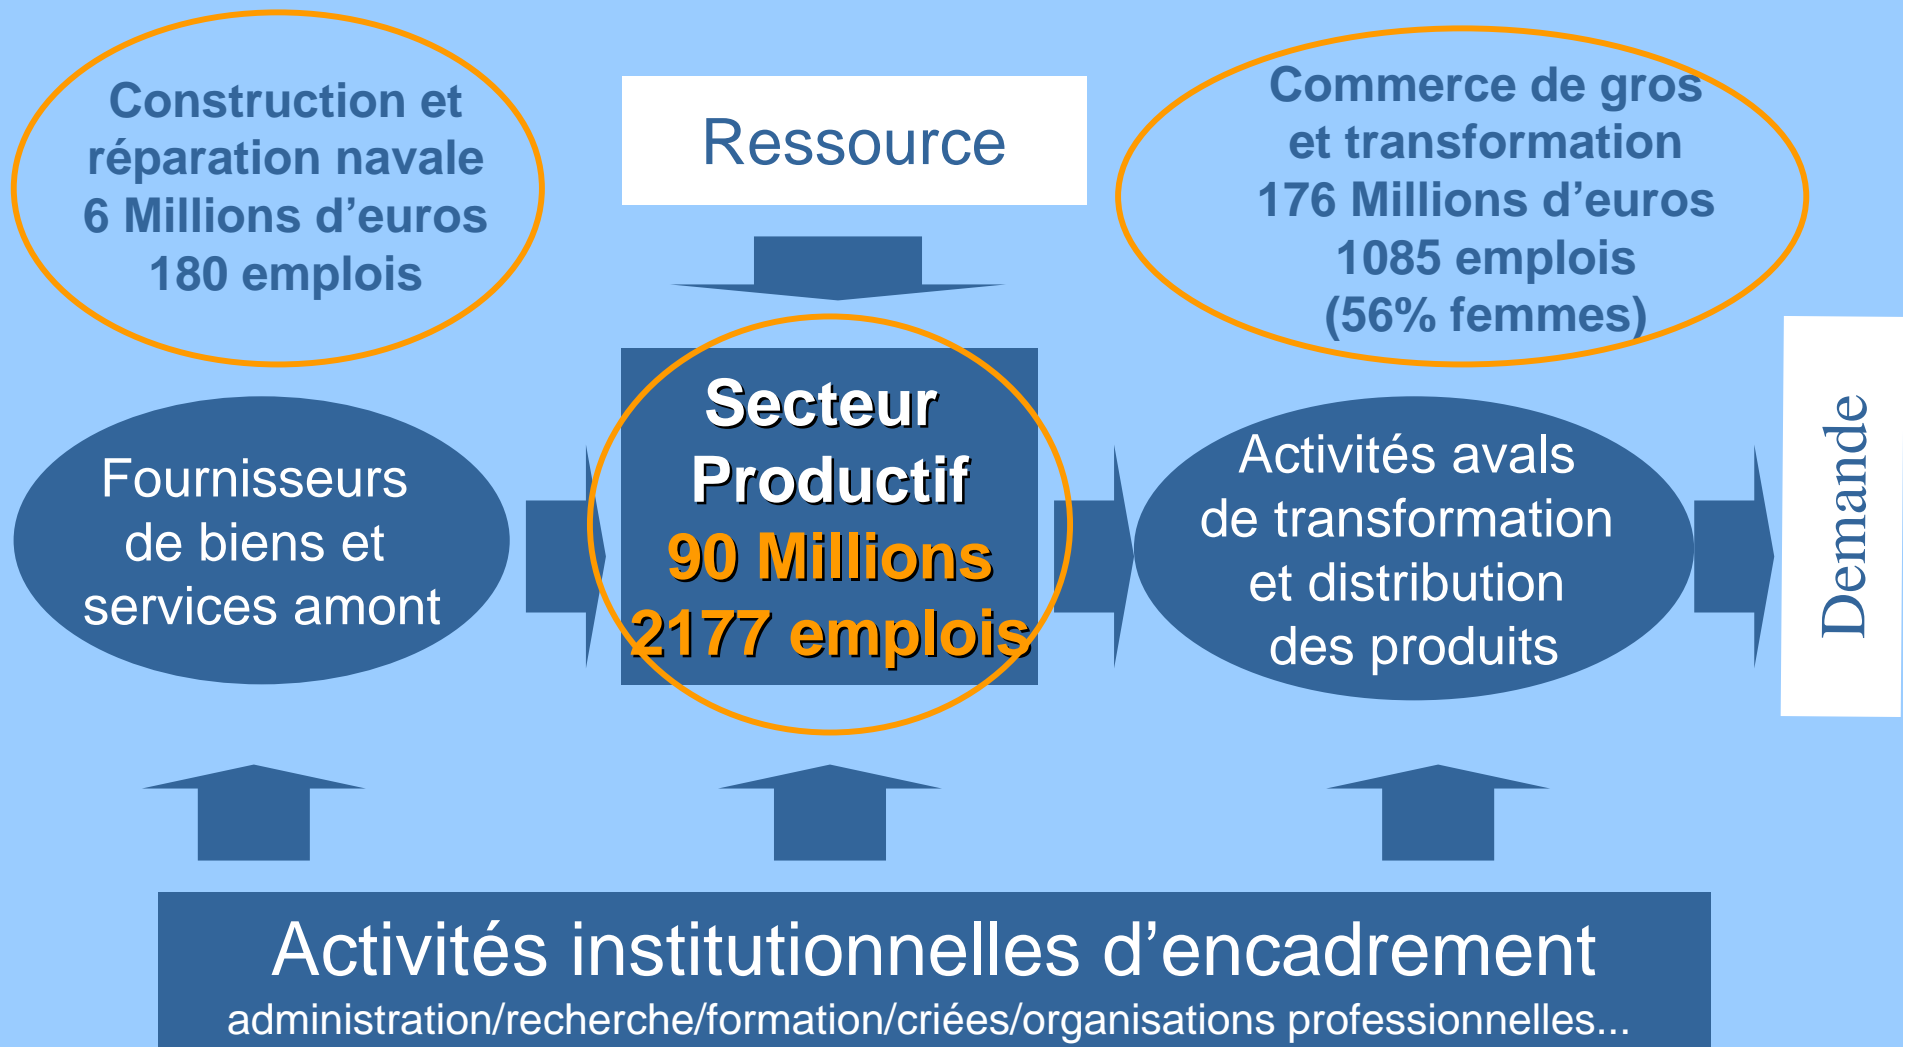 Construction et
réparation navale
6 Millions d’euros
180 emplois
Ressource
Commerce de gros
et transformation
176 Millions d’euros
1085 emplois
(56% femmes)
Fournisseurs
de biens et
services amont
Secteur
Productif
90 Millions
2177 emplois
Activités avals
de transformation
et distribution
des produits
Demande
Activités institutionnelles d’encadrement
administration/recherche/formation/criées/organisations professionnelles...